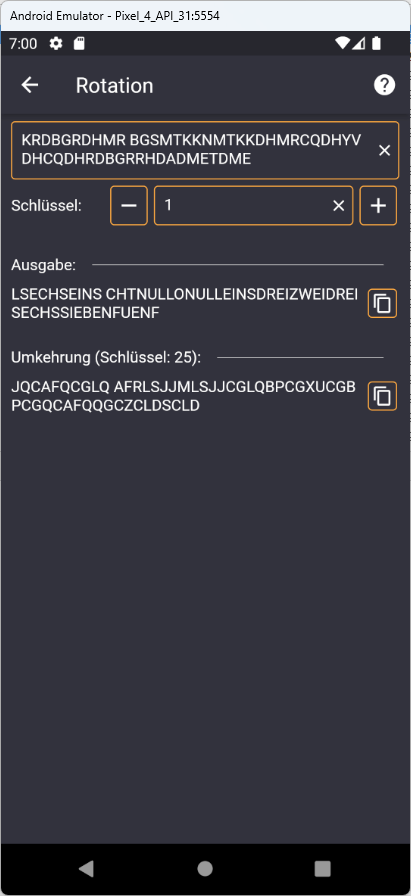 Android Emulator - Pixel_4_API_31:5554
7:00
Rotation
KRDBGRDHMR BGSMTKKNMTKKDHMRCQDHYV
DHCQDHRDBGRRHDADMETDME
Schlüssel:
1
Ausgabe:
LSECHSEINS CHTNULLONULLEINSDREIZWEIDREI
SECHSSIEBENFUENF
Umkehrung (Schlüssel: 25):
JQCAFQCGLQ AFRLSJJMLSJJCGLQBPCGXUCGB
PCGQCAFQQGCZCLDSCLD